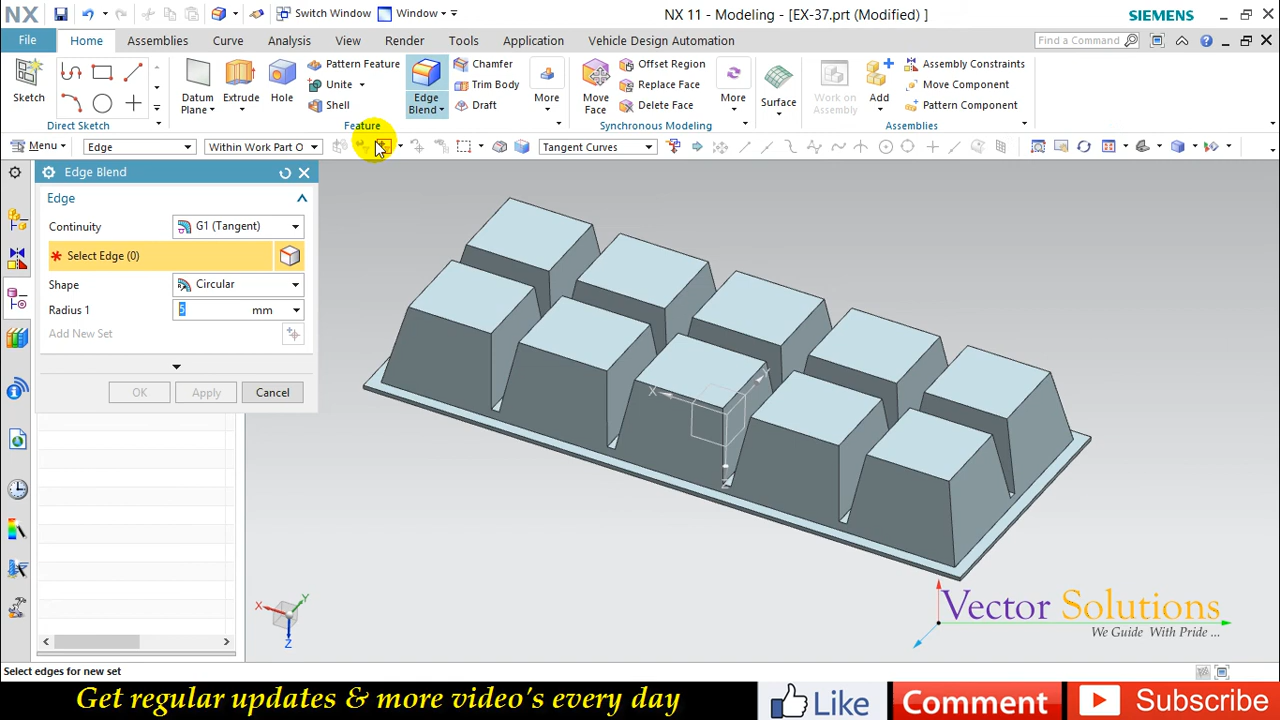 NX
Switch Window
Window
NX 11 - Modeling - [EX-37.prt (Modified) ]
SIEMENS
File
Home
Assemblies
Curve
Analysis
View
Render
Tools
Application
Vehicle Design Automation
Find a Command
Sketch
Direct Sketch
Datum Plane
Extrude
Hole
Pattern Feature
Unite
Shell
Edge Blend
Chamfer
Trim Body
Draft
More
Feature
Move Face
Offset Region
Replace Face
Delete Face
More
Synchronous Modeling
Surface
Work on Assembly
Add
Assembly Constraints
Move Component
Pattern Component
Assemblies
Menu
Edge
Within Work Part O
Tangent Curves
Edge Blend
Edge
Continuity
G1 (Tangent)
* Select Edge (0)
Shape
Circular
Radius 1
5 mm
Add New Set
OK
Apply
Cancel
X
Y
Z
X
Y
Z
Vector Solutions
We Guide With Pride ...
Select edges for new set
Get regular updates & more video's every day
Like
Comment
Subscribe